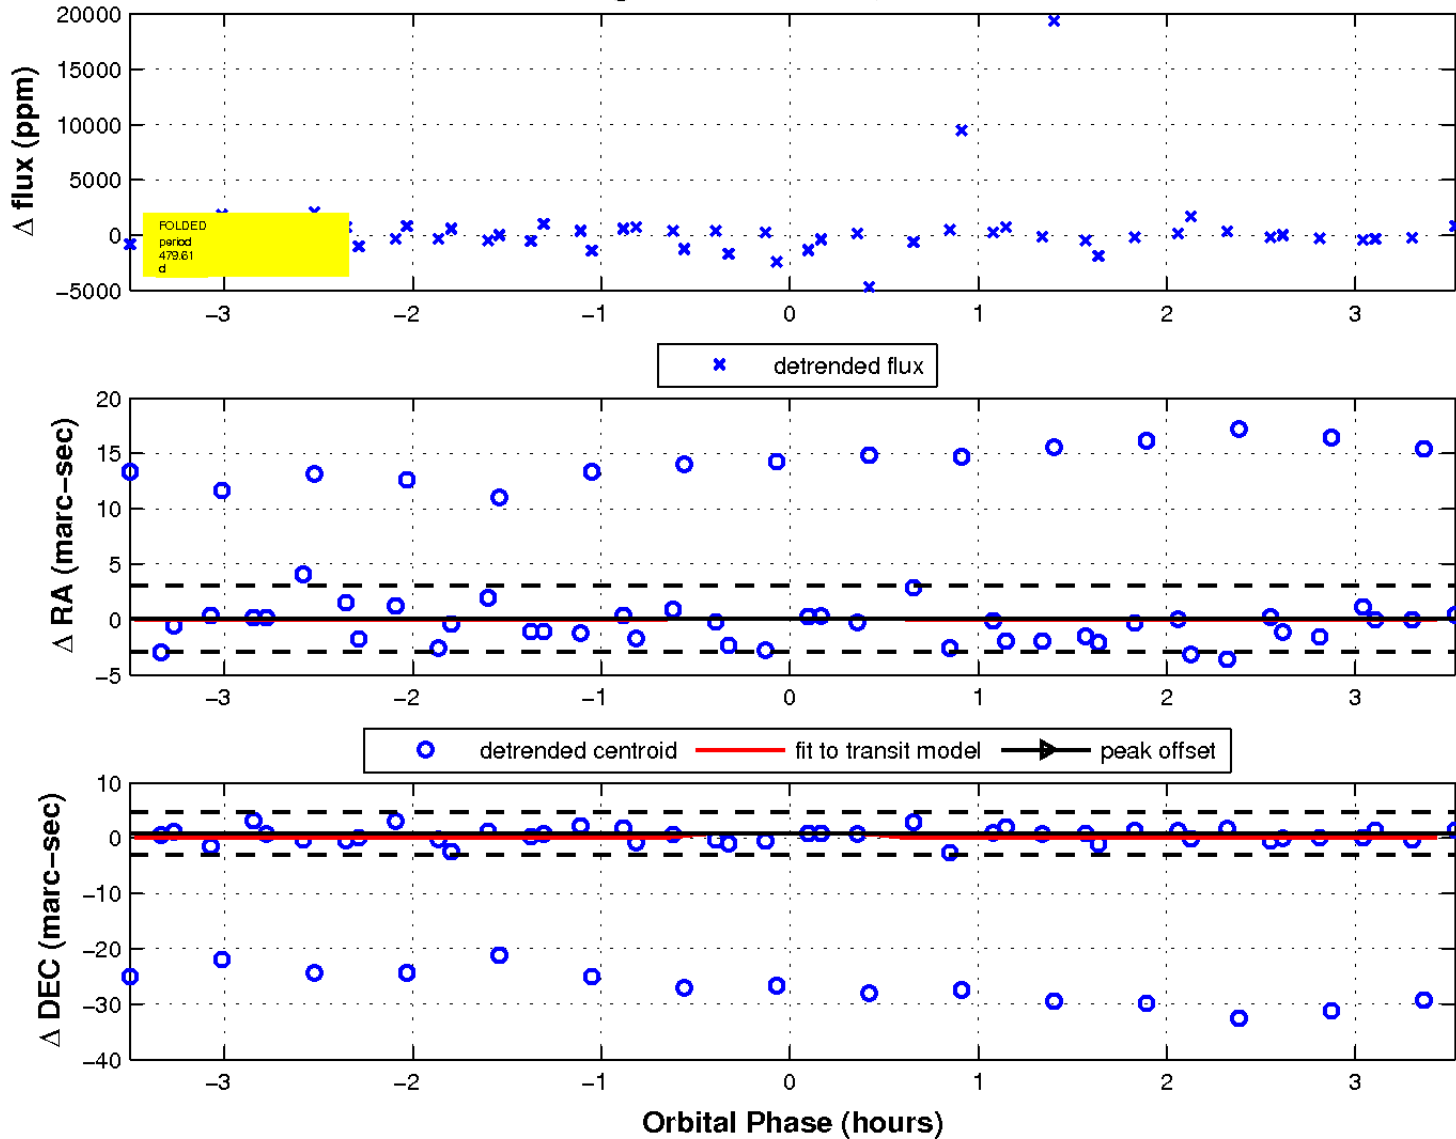 20000
15000
10000
5000
0
−5000
Δ flux (ppm)
FOLDED
period
479.61
d
−3 −2 −1 0 1 2 3
detrended flux
20
15
10
5
0
−5
Δ RA (marc−sec)
−3 −2 −1 0 1 2 3
detrended centroid fit to transit model peak offset
10
0
−10
−20
−30
−40
Δ DEC (marc−sec)
−3 −2 −1 0 1 2 3
Orbital Phase (hours)